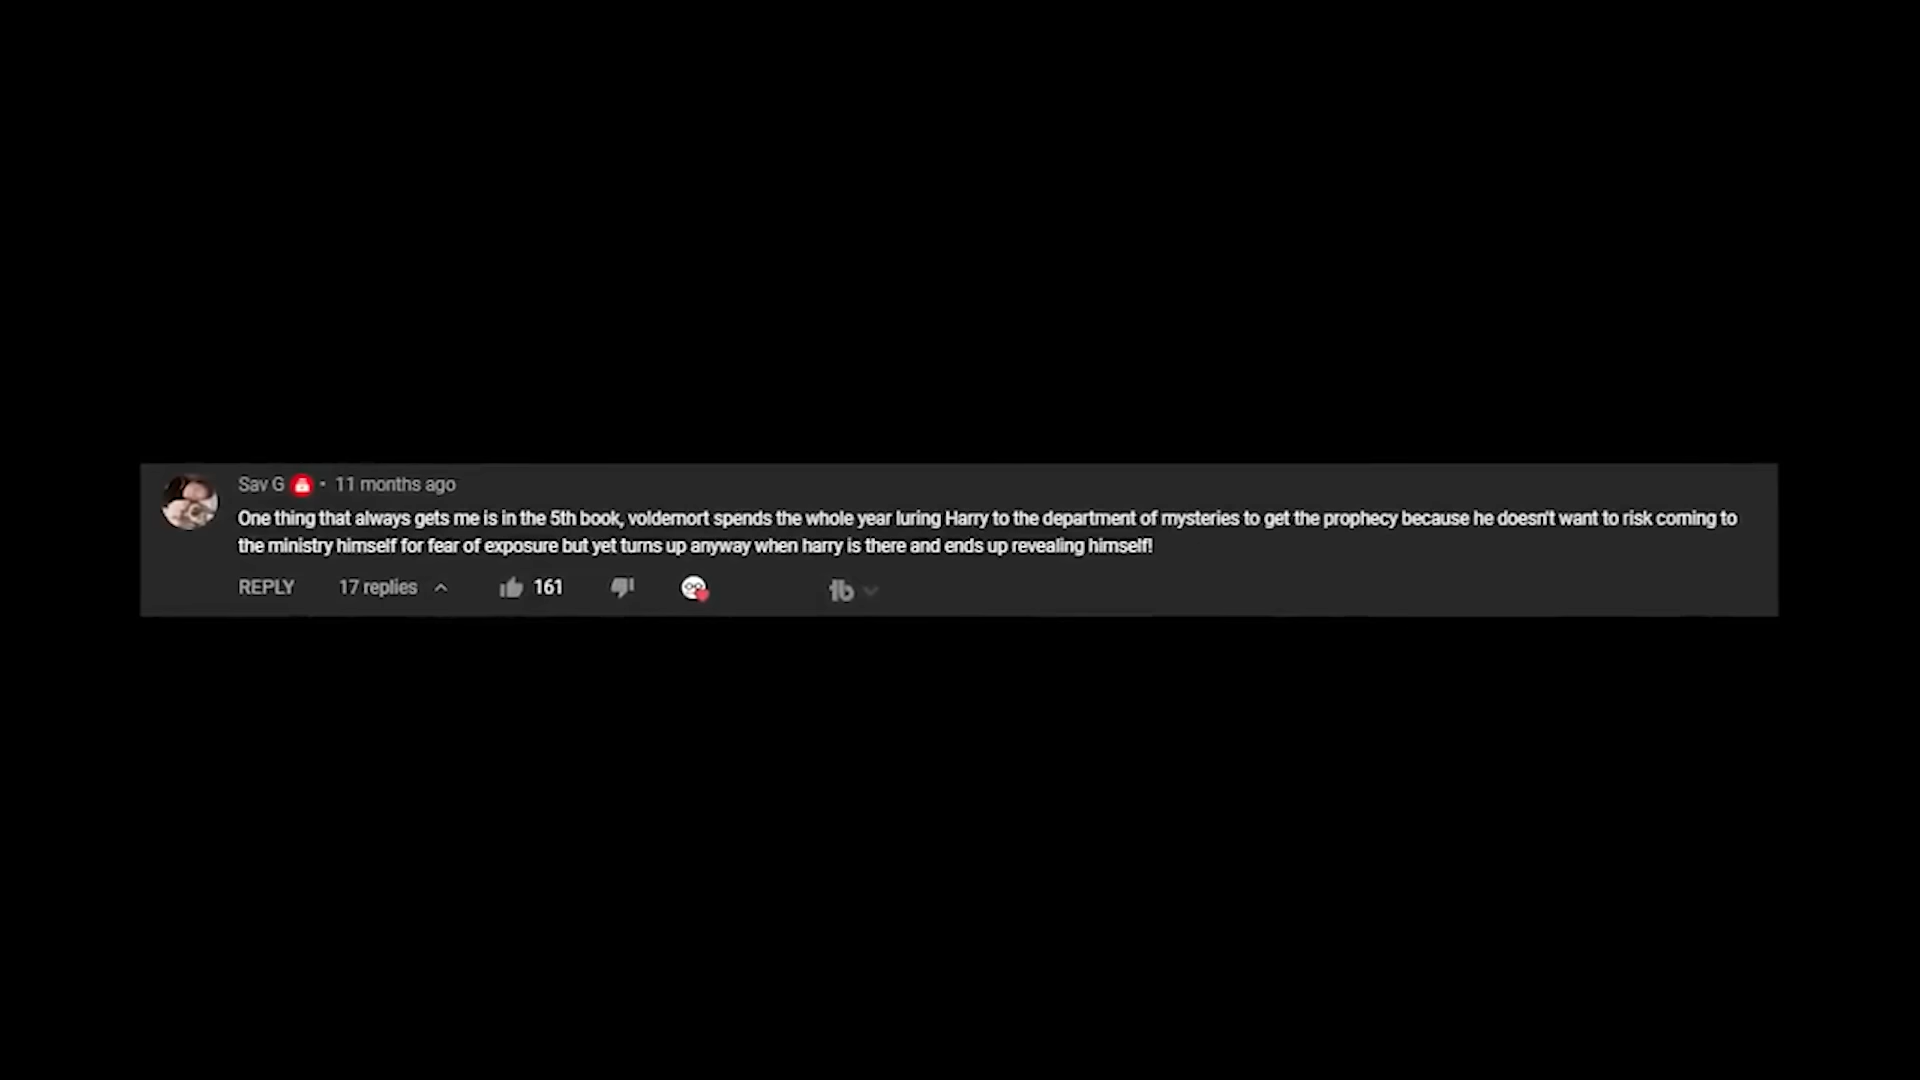 Sav G • 11 months ago
One thing that always gets me is in the 5th book, voldemort spends the whole year luring Harry to the department of mysteries to get the prophecy because he doesn't want to risk coming to
the ministry himself for fear of exposure but yet turns up anyway when harry is there and ends up revealing himself!
REPLY 17 replies 161 tb